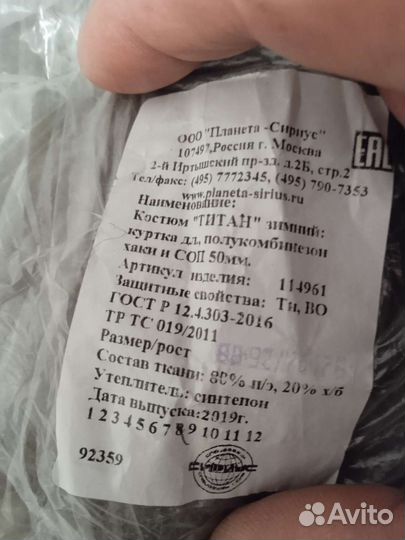 ООО "Планета -Сириус"
107497, Россия г. Москва
2-й Иртышский пр-зд. д.2Б, стр.2
Тел/факс: (495) 7772345, (495) 790-7353
www.planeta-sirius.ru
EAC
Наименование:
Костюм "ТИТАН" зимний:
куртка дл, полукомбинезон
хаки и СОП 50мм.
Артикул изделия: 114961
Защитные свойства: Ти, ВО
ГОСТ Р 12.4.303-2016
ТР ТС 019/2011
Размер/рост
Состав ткани: 80% п/э, 20% х/б
Утеплитель: синтепон
Дата выпуска:2019г.
1 2 3 4 5 6 7 8 9 10 11 12
92359
Avito